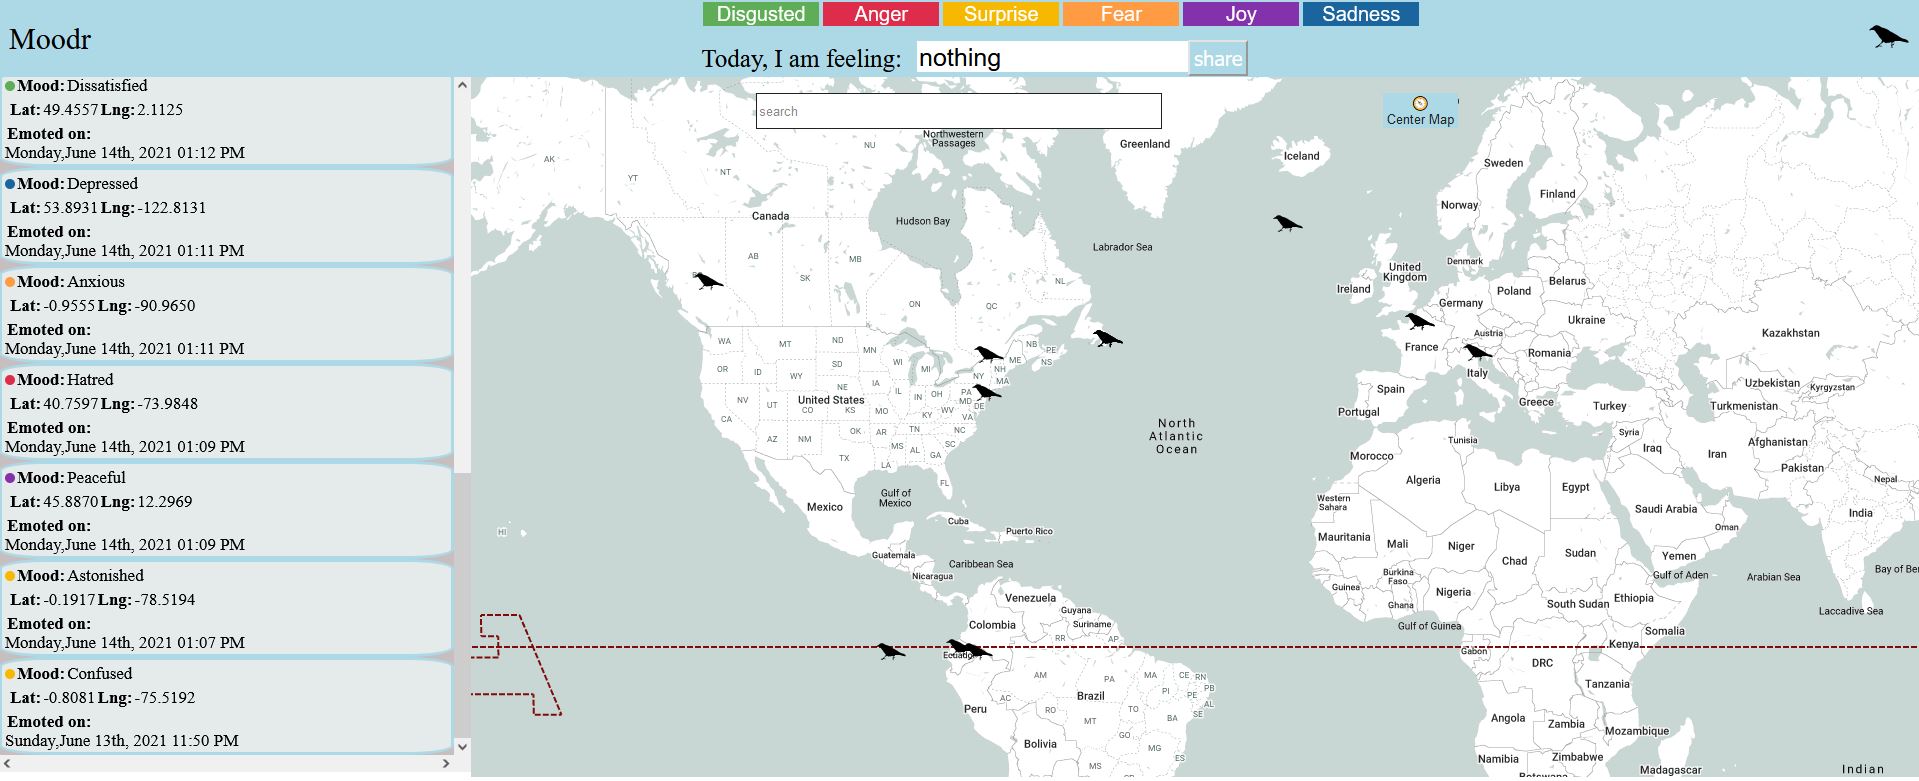 Disgusted Anger Surprise Fear Joy Sadness
Moodr
Today, I am feeling: nothing share
Mood: Dissatisfied
Lat: 49.4557 Lng: 2.1125
Emoted on:
Monday,June 14th, 2021 01:12 PM
Mood: Depressed
Lat: 53.8931 Lng: -122.8131
Emoted on:
Monday,June 14th, 2021 01:11 PM
Mood: Anxious
Lat: -0.9555 Lng: -90.9650
Emoted on:
Monday,June 14th, 2021 01:11 PM
Mood: Hatred
Lat: 40.7597 Lng: -73.9848
Emoted on:
Monday,June 14th, 2021 01:09 PM
Mood: Peaceful
Lat: 45.8870 Lng: 12.2969
Emoted on:
Monday,June 14th, 2021 01:09 PM
Mood: Astonished
Lat: -0.1917 Lng: -78.5194
Emoted on:
Monday,June 14th, 2021 01:07 PM
Mood: Confused
Lat: -0.8081 Lng: -75.5192
Emoted on:
Sunday,June 13th, 2021 11:50 PM
search
Center Map
Northwestern
Passages
Greenland
Iceland
NU
AK
YT
NT
Sweden
Finland
Norway
Canada
Hudson Bay
Labrador Sea
AB
MB
SK
NL
ON
QC
Denmark
United
Kingdom
Ireland
Belarus
Poland
Germany
Ukraine
Kazakhstan
Austria
France
Romania
Italy
WA
MT
ND
MN
NB
PE
OR
ID
WY
SD
WI
MI
ME
NS
NH
NY
MA
NV
UT
NE
IA
IL
IN
OH
PA
MD
DE
United States
CO
KS
MO
KY
WV
VA
CA
AZ
NM
OK
AR
TN
NC
MS
AL
SC
GA
TX
LA
FL
Uzbekistan
Kyrgyzstan
Spain
Portugal
Greece
Turkey
Turkmenistan
North
Atlantic
Ocean
Tunisia
Syria
Iraq
Iran
Afghanistan
Morocco
Pakistan
Algeria
Libya
Egypt
Nepal
Gulf of
Mexico
Mexico
Western
Sahara
Saudi Arabia
India
Cuba
Puerto Rico
Oman
HI
Mauritania
Mali
Niger
Chad
Sudan
Yemen
Guatemala
Caribbean Sea
Nicaragua
Burkina
Faso
Guinea
Gulf of Aden
Arabian Sea
Bay of Be
Venezuela
Guyana
Suriname
Colombia
Ghana
Nigeria
South Sudan
Ethiopia
Laccadive Sea
Gulf of Guinea
Somalia
RR
AP
Gabon
Kenya
DRC
AM
PA
MA
CE
RN
PB
PI
PE
AL
SE
AC
Brazil
Tanzania
Peru
RO
TO
BA
MT
Angola
Zambia
Mozambique
Bolivia
GO
MG
ES
MS
Namibia
Zimbabwe
Madagascar
Indian